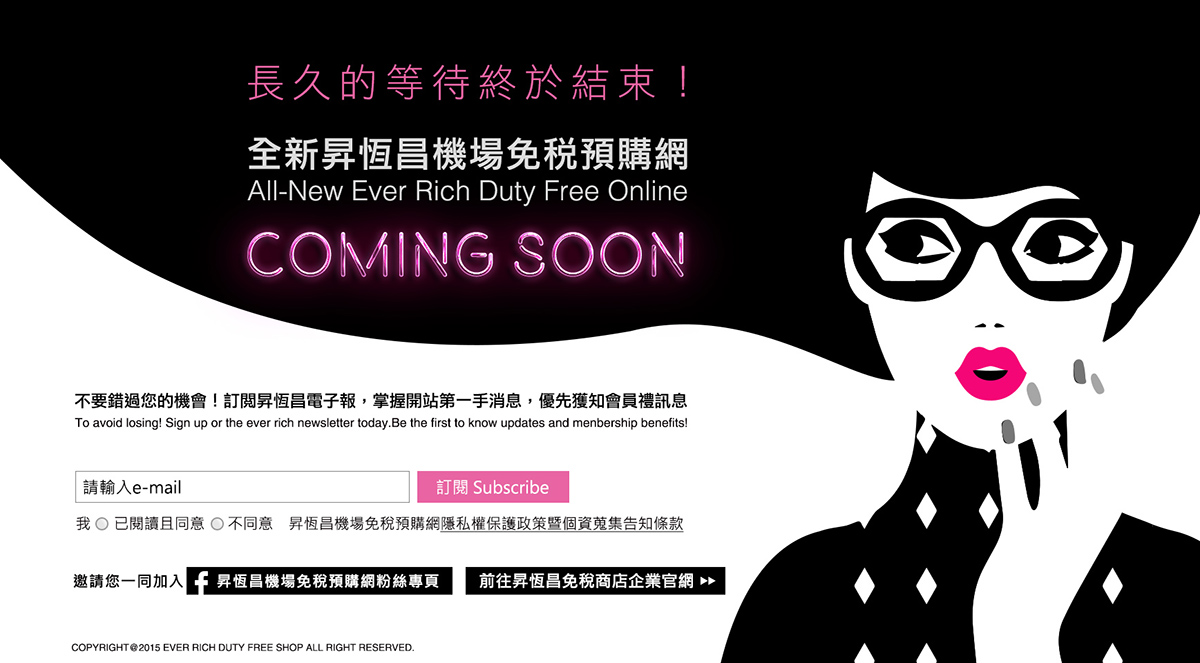 長久的等待終於結束！
全新昇恆昌機場免稅預購網
All-New Ever Rich Duty Free Online
COMING SOON
不要錯過您的機會！訂閱昇恆昌電子報，掌握開站第一手消息，優先獲知會員禮訊息
To avoid losing! Sign up or the ever rich newsletter today.Be the first to know updates and menbership benefits!
請輸入e-mail
訂閱 Subscribe
我 已閱讀且同意 不同意 昇恆昌機場免稅預購網隱私權保護政策暨個資蒐集告知條款
邀請您一同加入 f 昇恆昌機場免稅預購網粉絲專頁 前往昇恆昌免稅商店企業官網
COPYRIGHT@2015 EVER RICH DUTY FREE SHOP ALL RIGHT RESERVED.